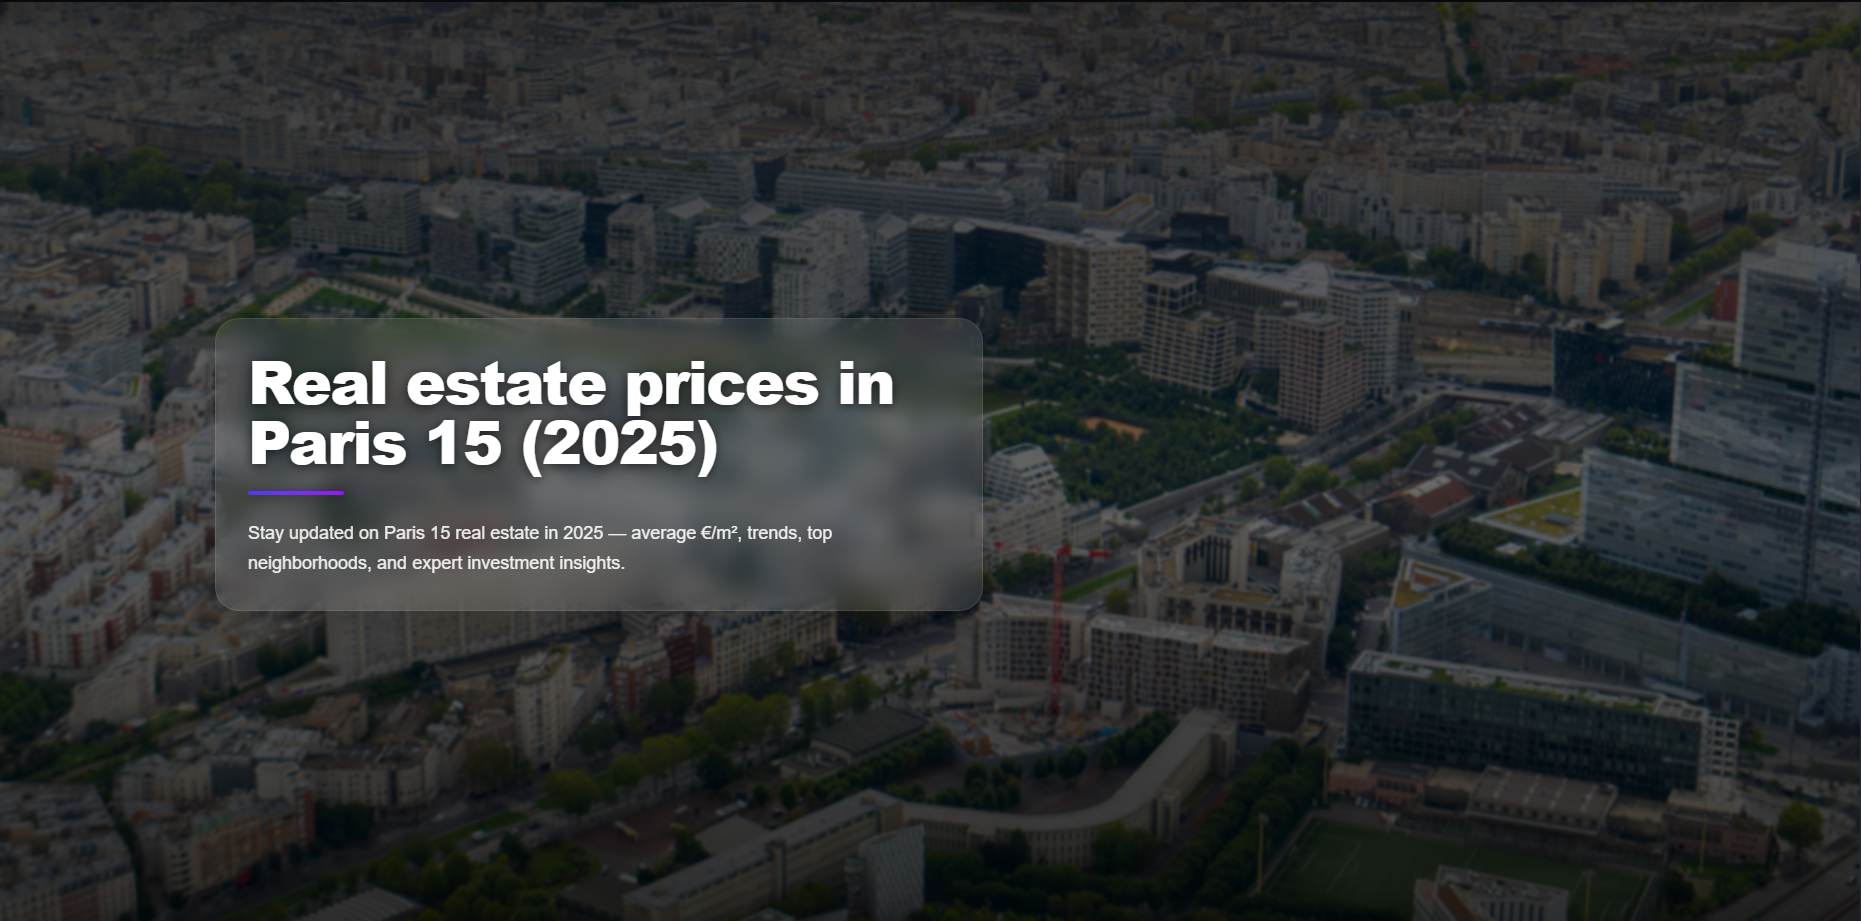 Real estate prices in
Paris 15 (2025)
Stay updated on Paris 15 real estate in 2025 — average €/m², trends, top
neighborhoods, and expert investment insights.